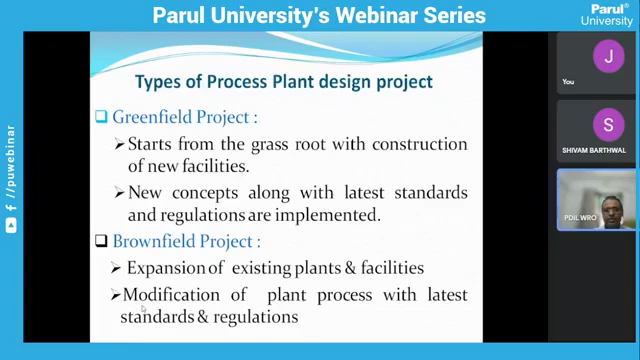 Parul University's Webinar Series
Parul®
University
Types of Process Plant design project
Greenfield Project :
Starts from the grass root with construction
of new facilities.
New concepts along with latest standards
and regulations are implemented.
Brownfield Project :
Expansion of existing plants & facilities
Modification of plant process with latest
standards & regulations
J
You
S
SHIVAM BARTHWAL
PDIL WRO
/puwebinar